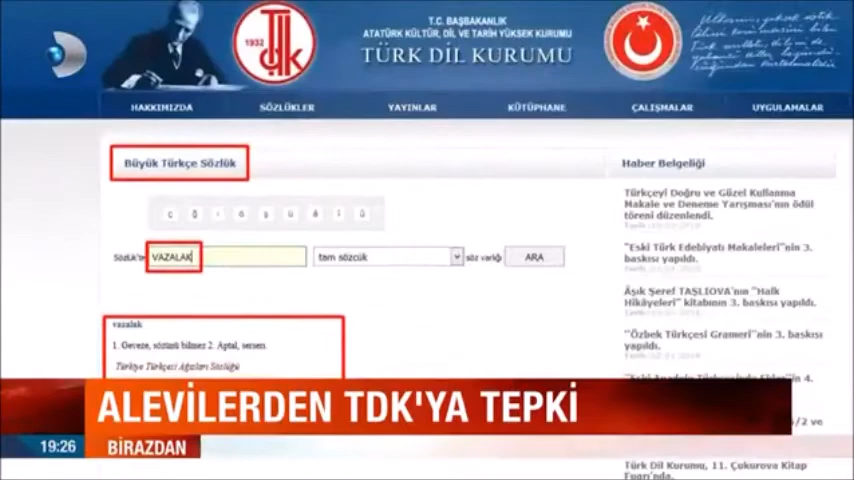 T.C. BAŞBAKANLIK
ATATÜRK KÜLTÜR, DİL VE TARİH YÜKSEK KURUMU
TÜRK DİL KURUMU
1932
HAKKIMIZDA SÖZLÜKLER YAYINLAR KÜTÜPHANE ÇALIŞMALAR UYGULAMALAR
Büyük Türkçe Sözlük
ç ğ ı ö ş ü â î û
Sözlük'te VAZALAK tam sözcük söz varlığı ARA
vazalak
1. Geveze, sözünü bilmez 2. Aptal, sersem.
Türkiye Türkçesi Ağızları Sözlüğü
Haber Belgeliği
Türkçeyi Doğru ve Güzel Kullanma
Makale ve Deneme Yarışması'nın ödül
töreni düzenlendi.
"Eski Türk Edebiyatı Makaleleri"nin 3.
baskısı yapıldı.
Âşık Şeref TAŞLIOVA'nın "Halk
Hikâyeleri" kitabının 3. baskısı yapıldı.
"Özbek Türkçesi Grameri"nin 3. baskısı
yapıldı.
Türk Dil Kurumu, 11. Çukurova Kitap
Fuarı'nda.
ALEVİLERDEN TDK'YA TEPKİ
19:26 BİRAZDAN